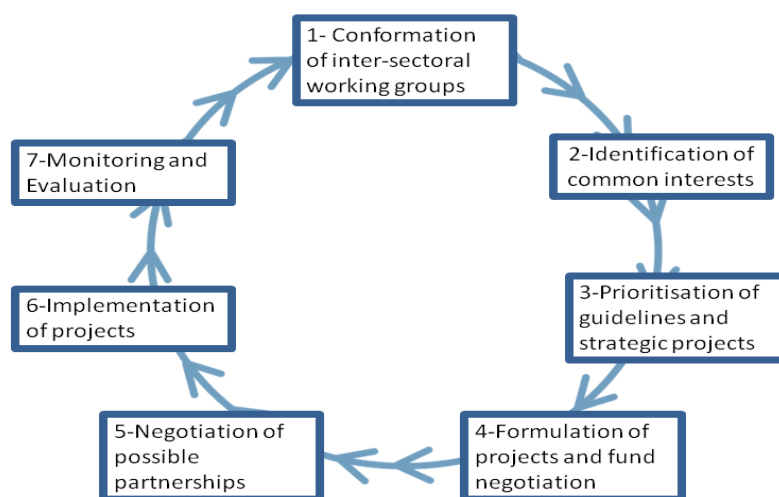 1- Conformation
of inter-sectoral
working groups
2-Identification of
common interests
3-Prioritisation of
guidelines and
strategic projects
4-Formulation of
projects and fund
negotiation
5-Negotiation of
possible
partnerships
6-Implementation
of projects
7-Monitoring and
Evaluation